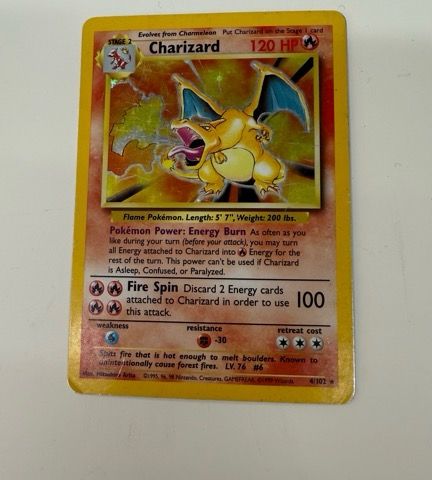 Evolves from Charmeleon Put Charizard on the Stage 1 card
STAGE 2
Charizard 120 HP
Flame Pokémon. Length: 5' 7", Weight: 200 lbs.
Pokémon Power: Energy Burn As often as you
like during your turn (before your attack), you may turn
all Energy attached to Charizard into Energy for the
rest of the turn. This power can't be used if Charizard
is Asleep, Confused, or Paralyzed.
Fire Spin Discard 2 Energy cards
attached to Charizard in order to use 100
this attack.
weakness resistance retreat cost
-30
Spits fire that is hot enough to melt boulders. Known to
unintentionally cause forest fires. LV. 76 #6
Illus. Mitsuhiro Arita ©1995, 96, 98 Nintendo, Creatures, GAMEFREAK. ©1999 Wizards. 4/102 ★